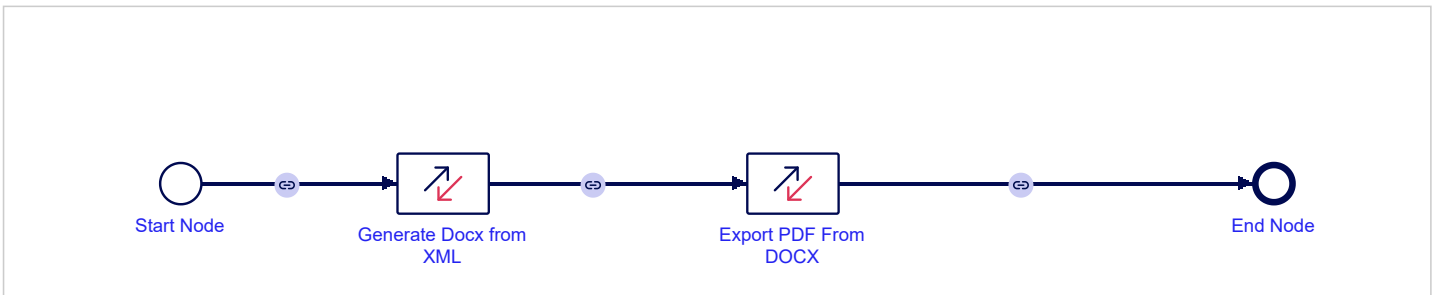 Start Node
Generate Docx from
XML
Export PDF From
DOCX
End Node